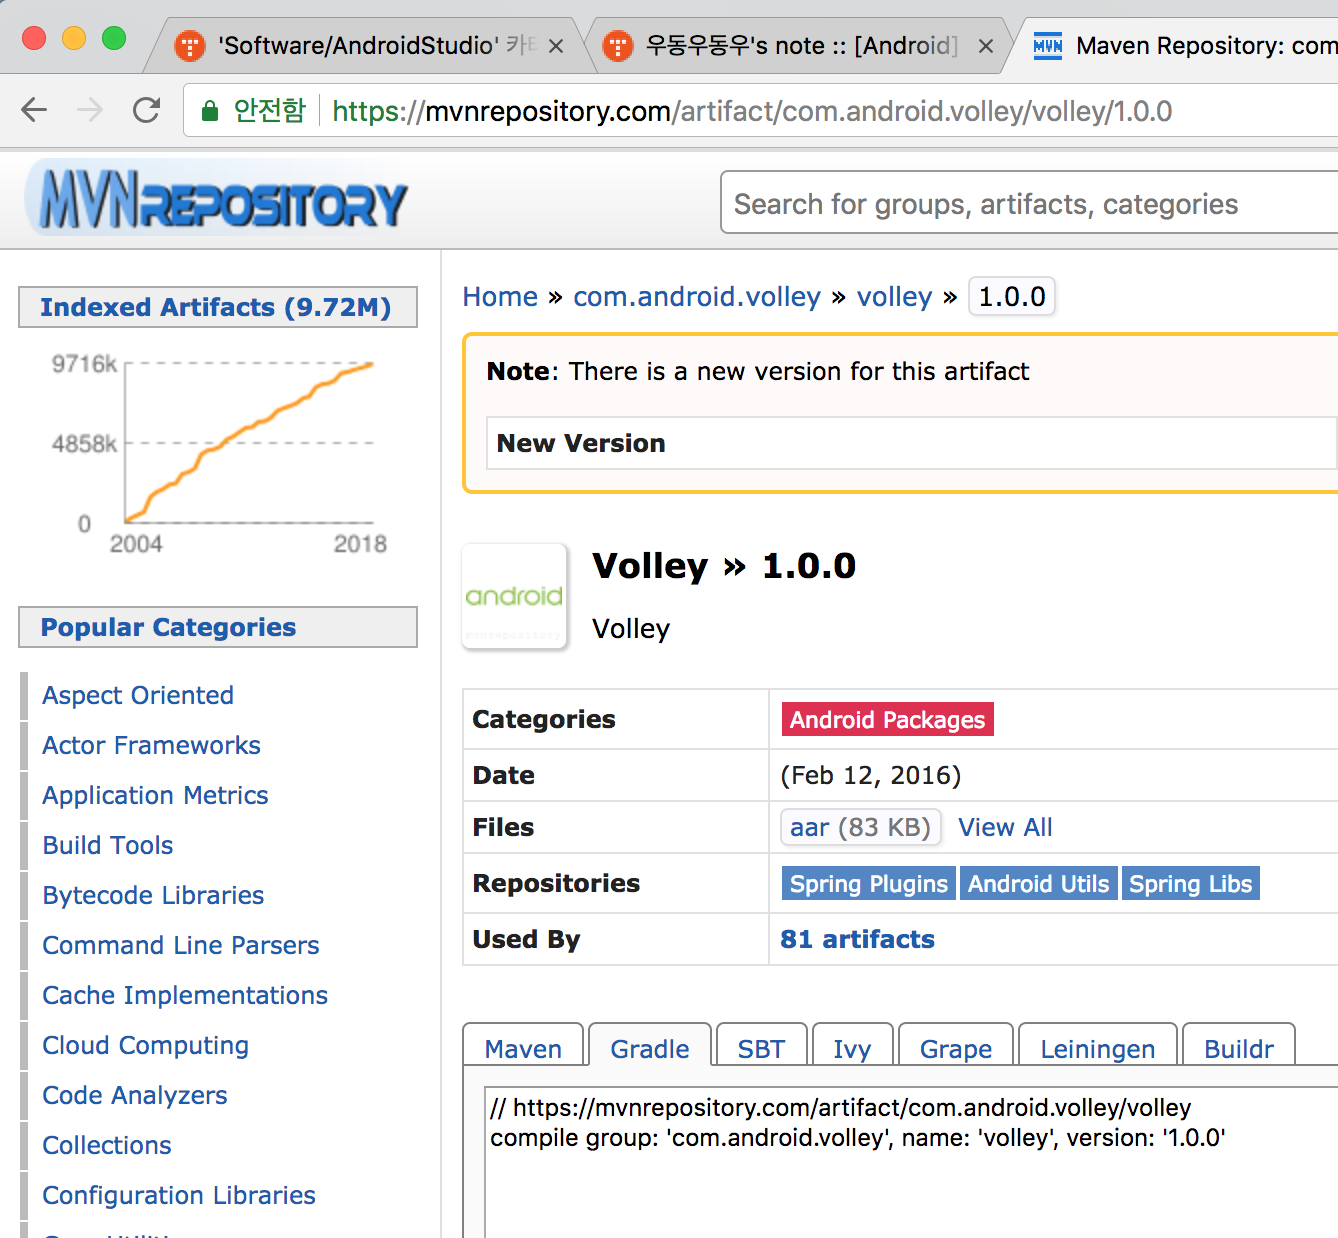 'Software/AndroidStudio' 카
우동우동우's note :: [Android]
MVN Maven Repository: com
안전함 https://mvnrepository.com/artifact/com.android.volley/volley/1.0.0
MVNREPOSITORY
Search for groups, artifacts, categories
Indexed Artifacts (9.72M)
9716k
4858k
0
2004 2018
Popular Categories
Aspect Oriented
Actor Frameworks
Application Metrics
Build Tools
Bytecode Libraries
Command Line Parsers
Cache Implementations
Cloud Computing
Code Analyzers
Collections
Configuration Libraries
Home » com.android.volley » volley » 1.0.0
Note: There is a new version for this artifact
New Version
android
mvnrepository
Volley » 1.0.0
Volley
Categories Android Packages
Date (Feb 12, 2016)
Files aar (83 KB) View All
Repositories Spring Plugins Android Utils Spring Libs
Used By 81 artifacts
Maven Gradle SBT Ivy Grape Leiningen Buildr
// https://mvnrepository.com/artifact/com.android.volley/volley
compile group: 'com.android.volley', name: 'volley', version: '1.0.0'